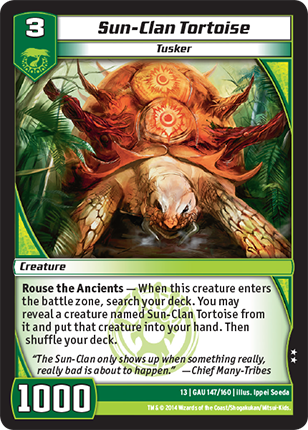 3
Sun-Clan Tortoise
Tusker
Creature
Rouse the Ancients — When this creature enters
the battle zone, search your deck. You may
reveal a creature named Sun-Clan Tortoise from
it and put that creature into your hand. Then
shuffle your deck.
"The Sun-Clan only shows up when something really,
really bad is about to happen." —Chief Many-Tribes
1000
13 | GAU 147/160 | illus. Ippei Soeda
TM & © 2014 Wizards of the Coast/Shogakukan/Mitsui-Kids.